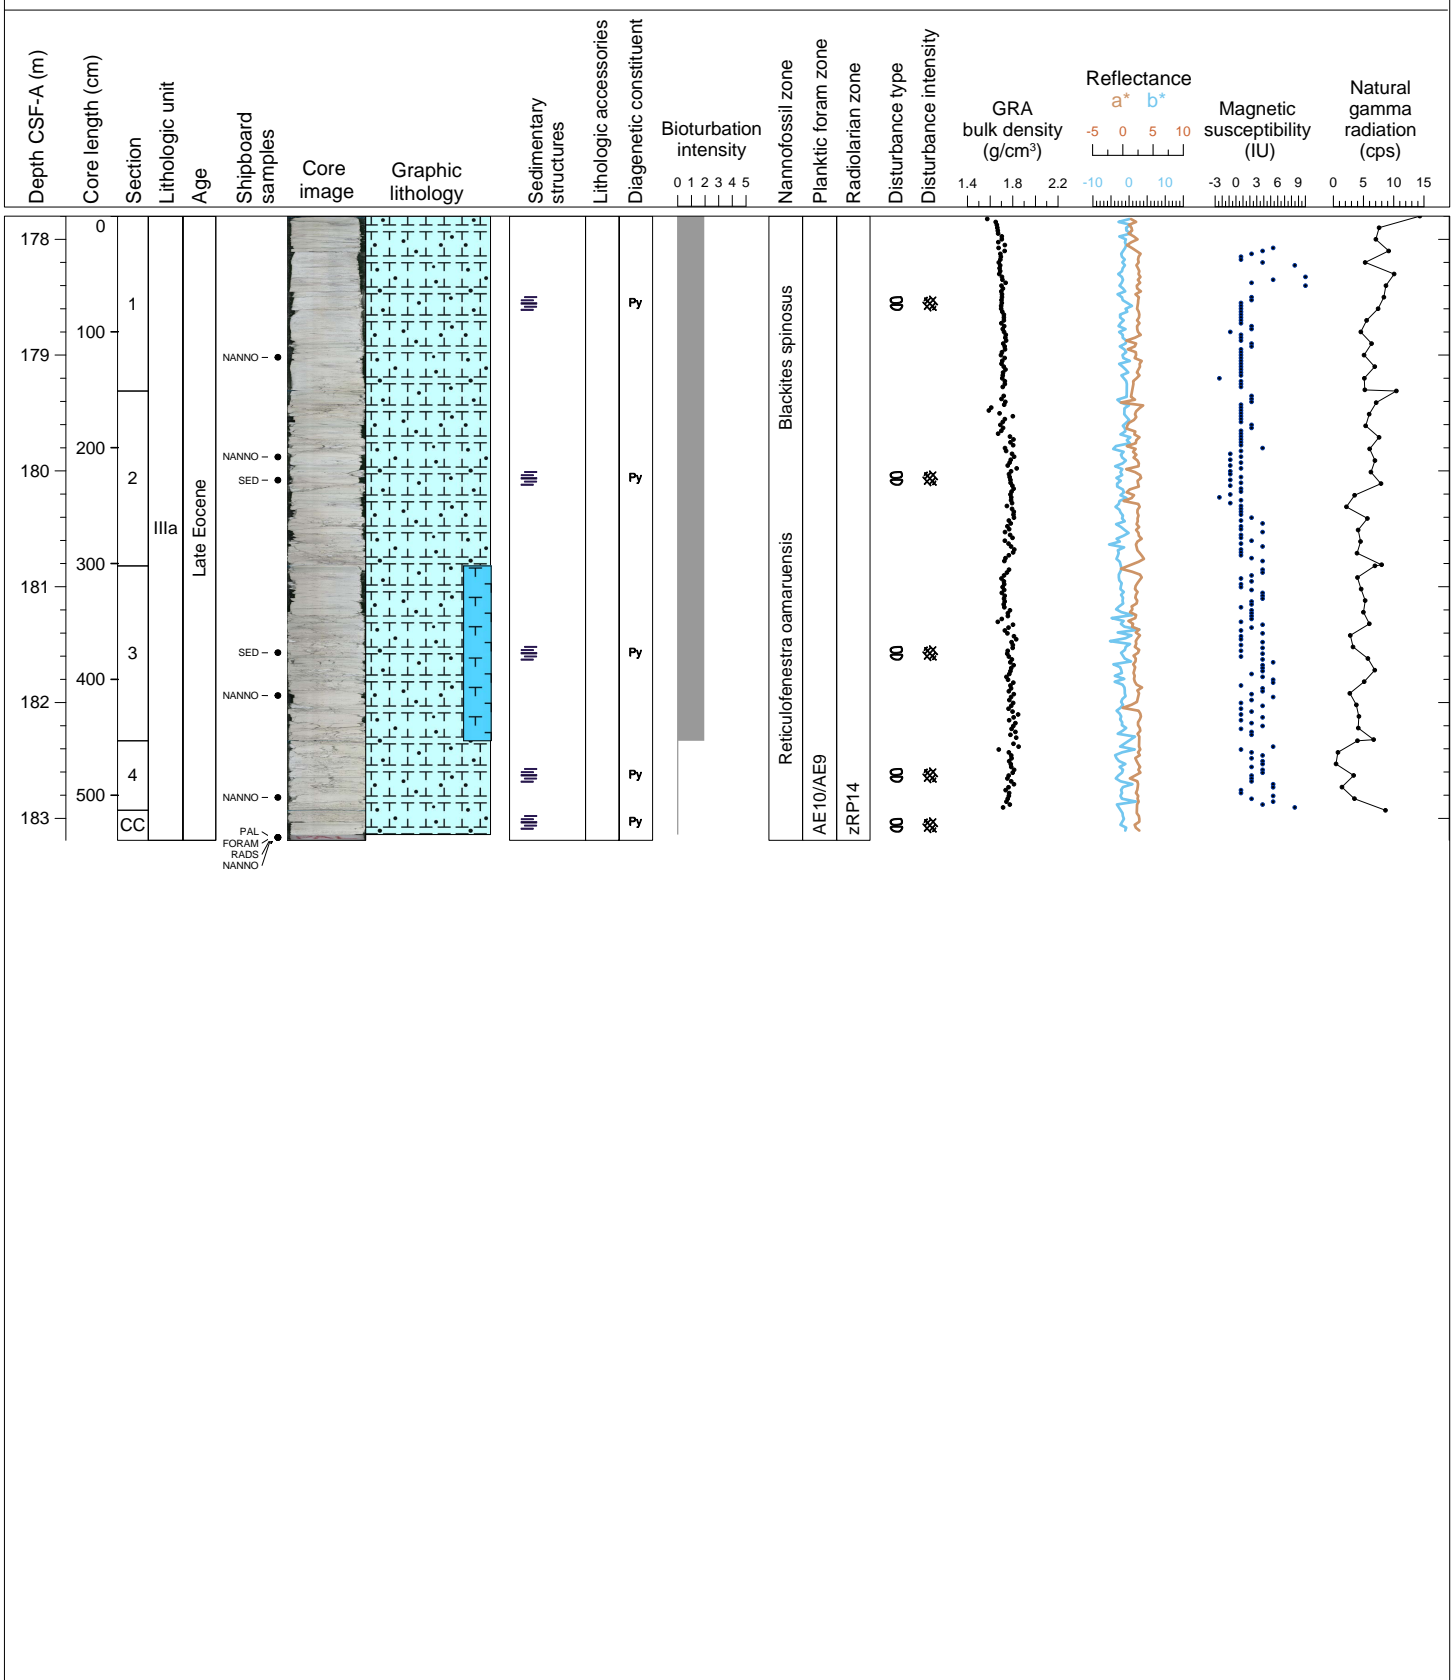 Depth CSF-A (m)
Core length (cm)
Section
Lithologic unit
Age
Shipboard
samples
Core
image
Graphic
lithology
Sedimentary
structures
Lithologic accessories
Diagenetic constituent
Bioturbation
intensity
0 1 2 3 4 5
Nannofossil zone
Planktic foram zone
Radiolarian zone
Disturbance type
Disturbance intensity
GRA
bulk density
(g/cm³)
1.4 1.8 2.2
Reflectance
a* b*
-5 0 5 10
-10 0 10
Magnetic
susceptibility
(IU)
-3 0 3 6 9
Natural
gamma
radiation
(cps)
0 5 10 15
178
179
180
181
182
183
0
100
200
300
400
500
1
2
3
4
CC
IIIa
Late Eocene
NANNO
NANNO
SED
SED
NANNO
NANNO
PAL
FORAM
RADS
NANNO
Py
Py
Py
Py
Py
Blackites spinosus
Reticulofenestra oamaruensis
AE10/AE9
zRP14